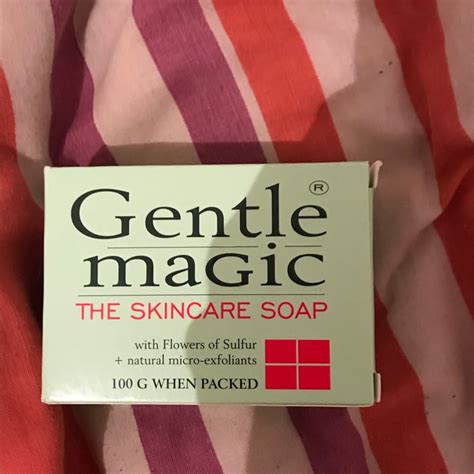 Gentle®
magic
THE SKINCARE SOAP
with Flowers of Sulfur
+ natural micro-exfoliants
100 G WHEN PACKED